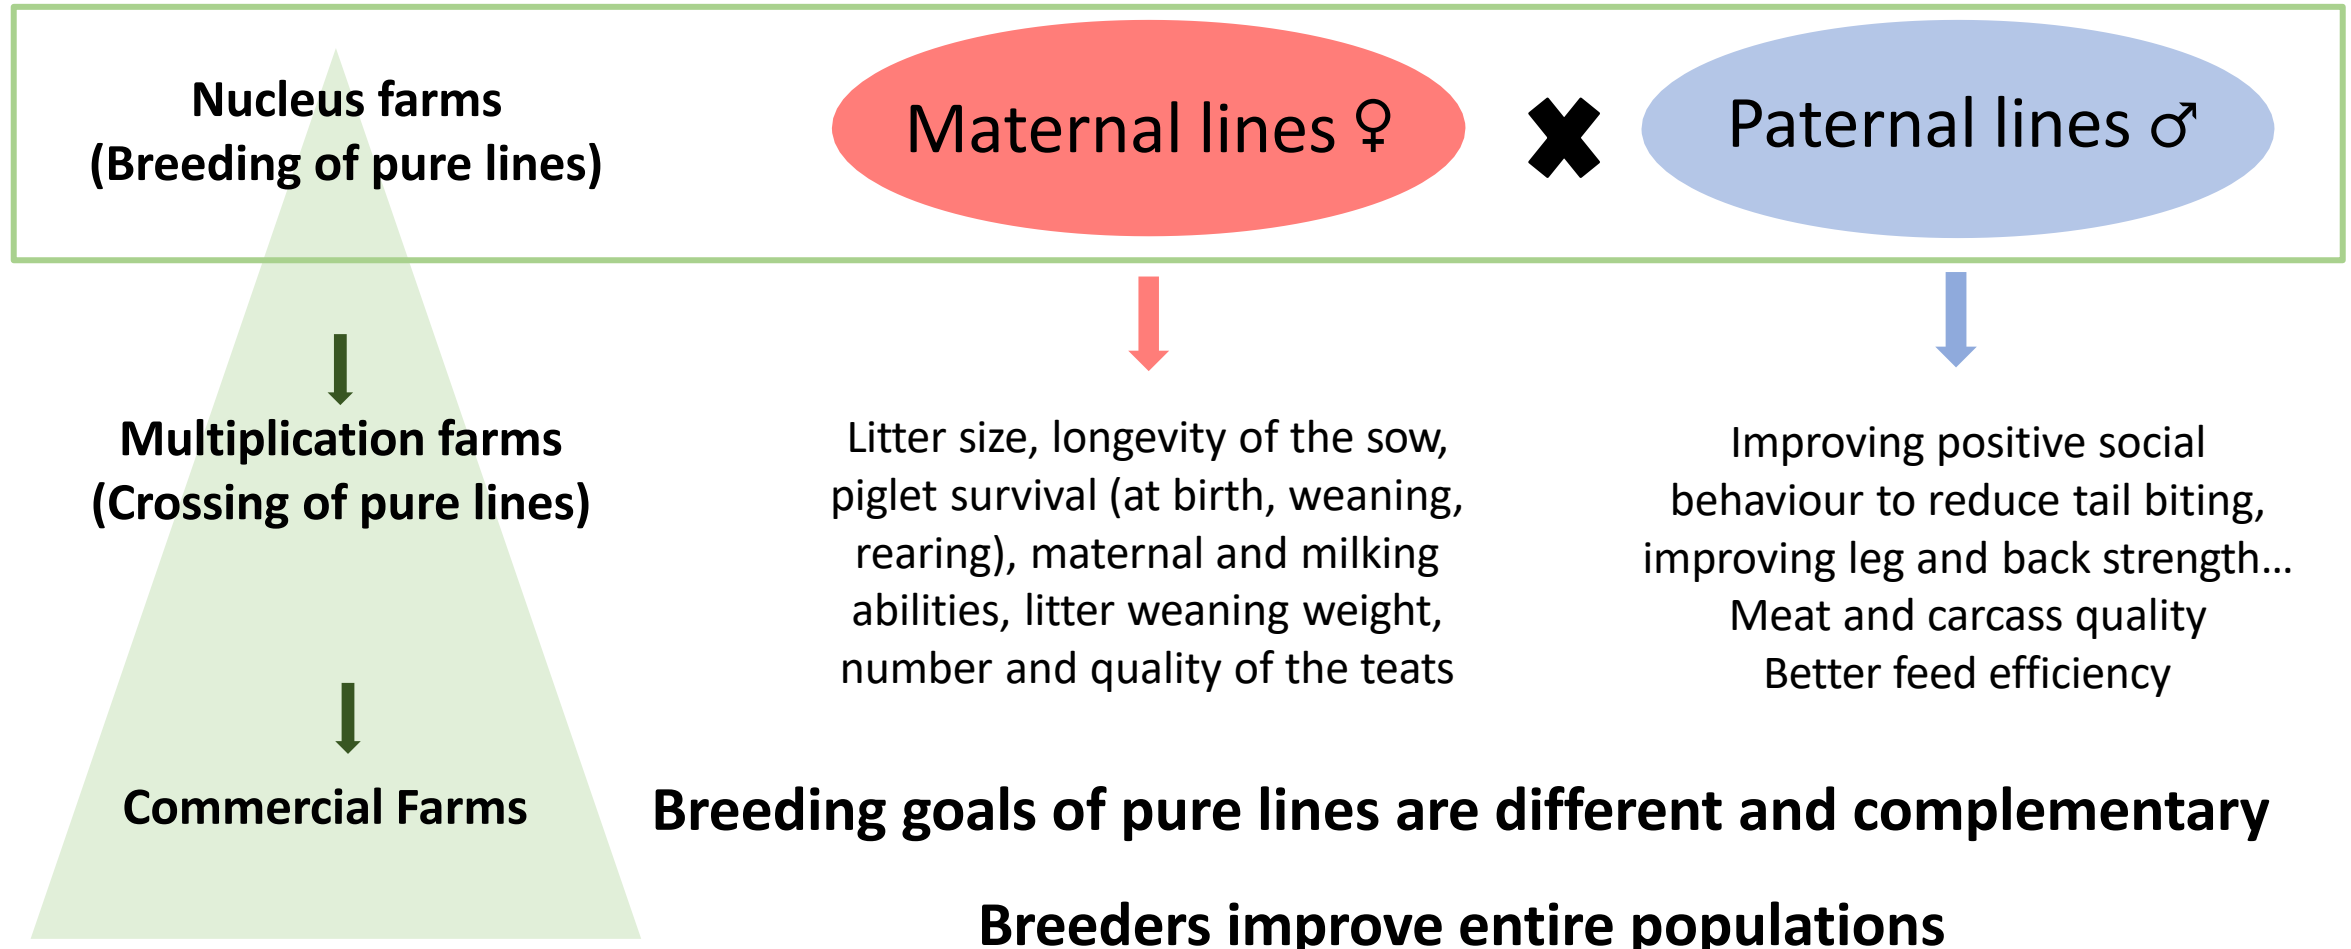 Nucleus farms
(Breeding of pure lines)
Maternal lines ♀
Paternal lines ♂
Multiplication farms
(Crossing of pure lines)
Litter size, longevity of the sow,
piglet survival (at birth, weaning,
rearing), maternal and milking
abilities, litter weaning weight,
number and quality of the teats
Improving positive social
behaviour to reduce tail biting,
improving leg and back strength...
Meat and carcass quality
Better feed efficiency
Commercial Farms
Breeding goals of pure lines are different and complementary
Breeders improve entire populations